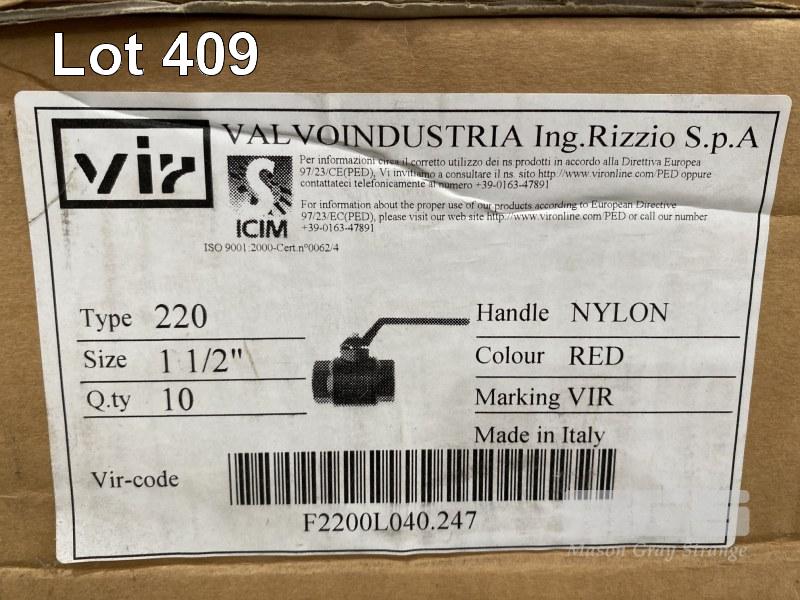 Lot 409
vir
VALVOINDUSTRIA Ing.Rizzio S.p.A
Per informazioni circa il corretto utilizzo dei ns prodotti in accordo alla Direttiva Europea
97/23/CE(PED), Vi invitiamo a consultare il ns. sito http://www.vironline.com/PED oppure
contattateci telefonicamente al numero +39-0163-47891
For information about the proper use of our products according to European Directive
97/23/EC(PED), please visit our web site http://www.vironline.com/PED or call our number
+39-0163-47891
ICIM
ISO 9001:2000-Cert.n°0062/4
Type 220
Handle NYLON
Size 1 1/2"
Colour RED
Q.ty 10
Marking VIR
Made in Italy
Vir-code
F2200L040.247
Mason Gray Strange